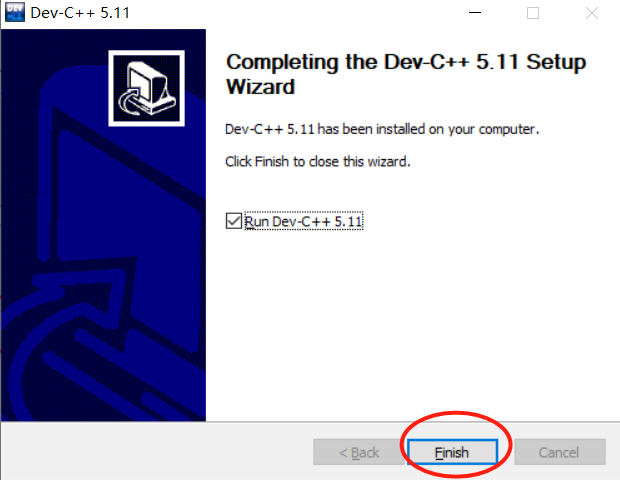 Dev-C++ 5.11
Completing the Dev-C++ 5.11 Setup
Wizard
Dev-C++ 5.11 has been installed on your computer.
Click Finish to close this wizard.
Run Dev-C++ 5.11
< Back
Finish
Cancel